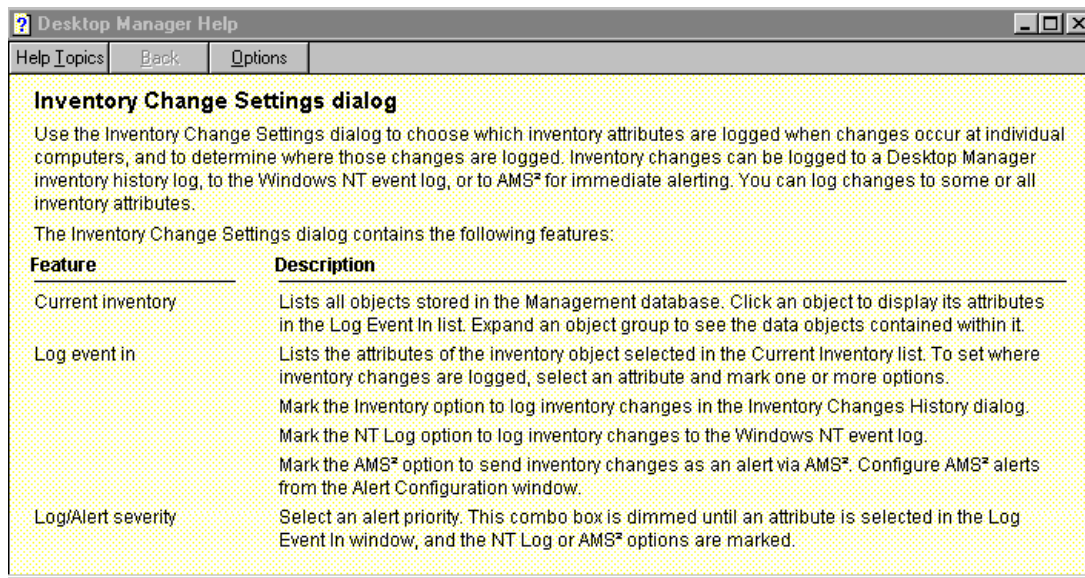 Desktop Manager Help
Help Topics Back Options
Inventory Change Settings dialog
Use the Inventory Change Settings dialog to choose which inventory attributes are logged when changes occur at individual
computers, and to determine where those changes are logged. Inventory changes can be logged to a Desktop Manager
inventory history log, to the Windows NT event log, or to AMS² for immediate alerting. You can log changes to some or all
inventory attributes.
The Inventory Change Settings dialog contains the following features:
Feature Description
Current inventory Lists all objects stored in the Management database. Click an object to display its attributes
in the Log Event In list. Expand an object group to see the data objects contained within it.
Log event in Lists the attributes of the inventory object selected in the Current Inventory list. To set where
inventory changes are logged, select an attribute and mark one or more options.
Mark the Inventory option to log inventory changes in the Inventory Changes History dialog.
Mark the NT Log option to log inventory changes to the Windows NT event log.
Mark the AMS² option to send inventory changes as an alert via AMS². Configure AMS² alerts
from the Alert Configuration window.
Log/Alert severity Select an alert priority. This combo box is dimmed until an attribute is selected in the Log
Event In window, and the NT Log or AMS² options are marked.